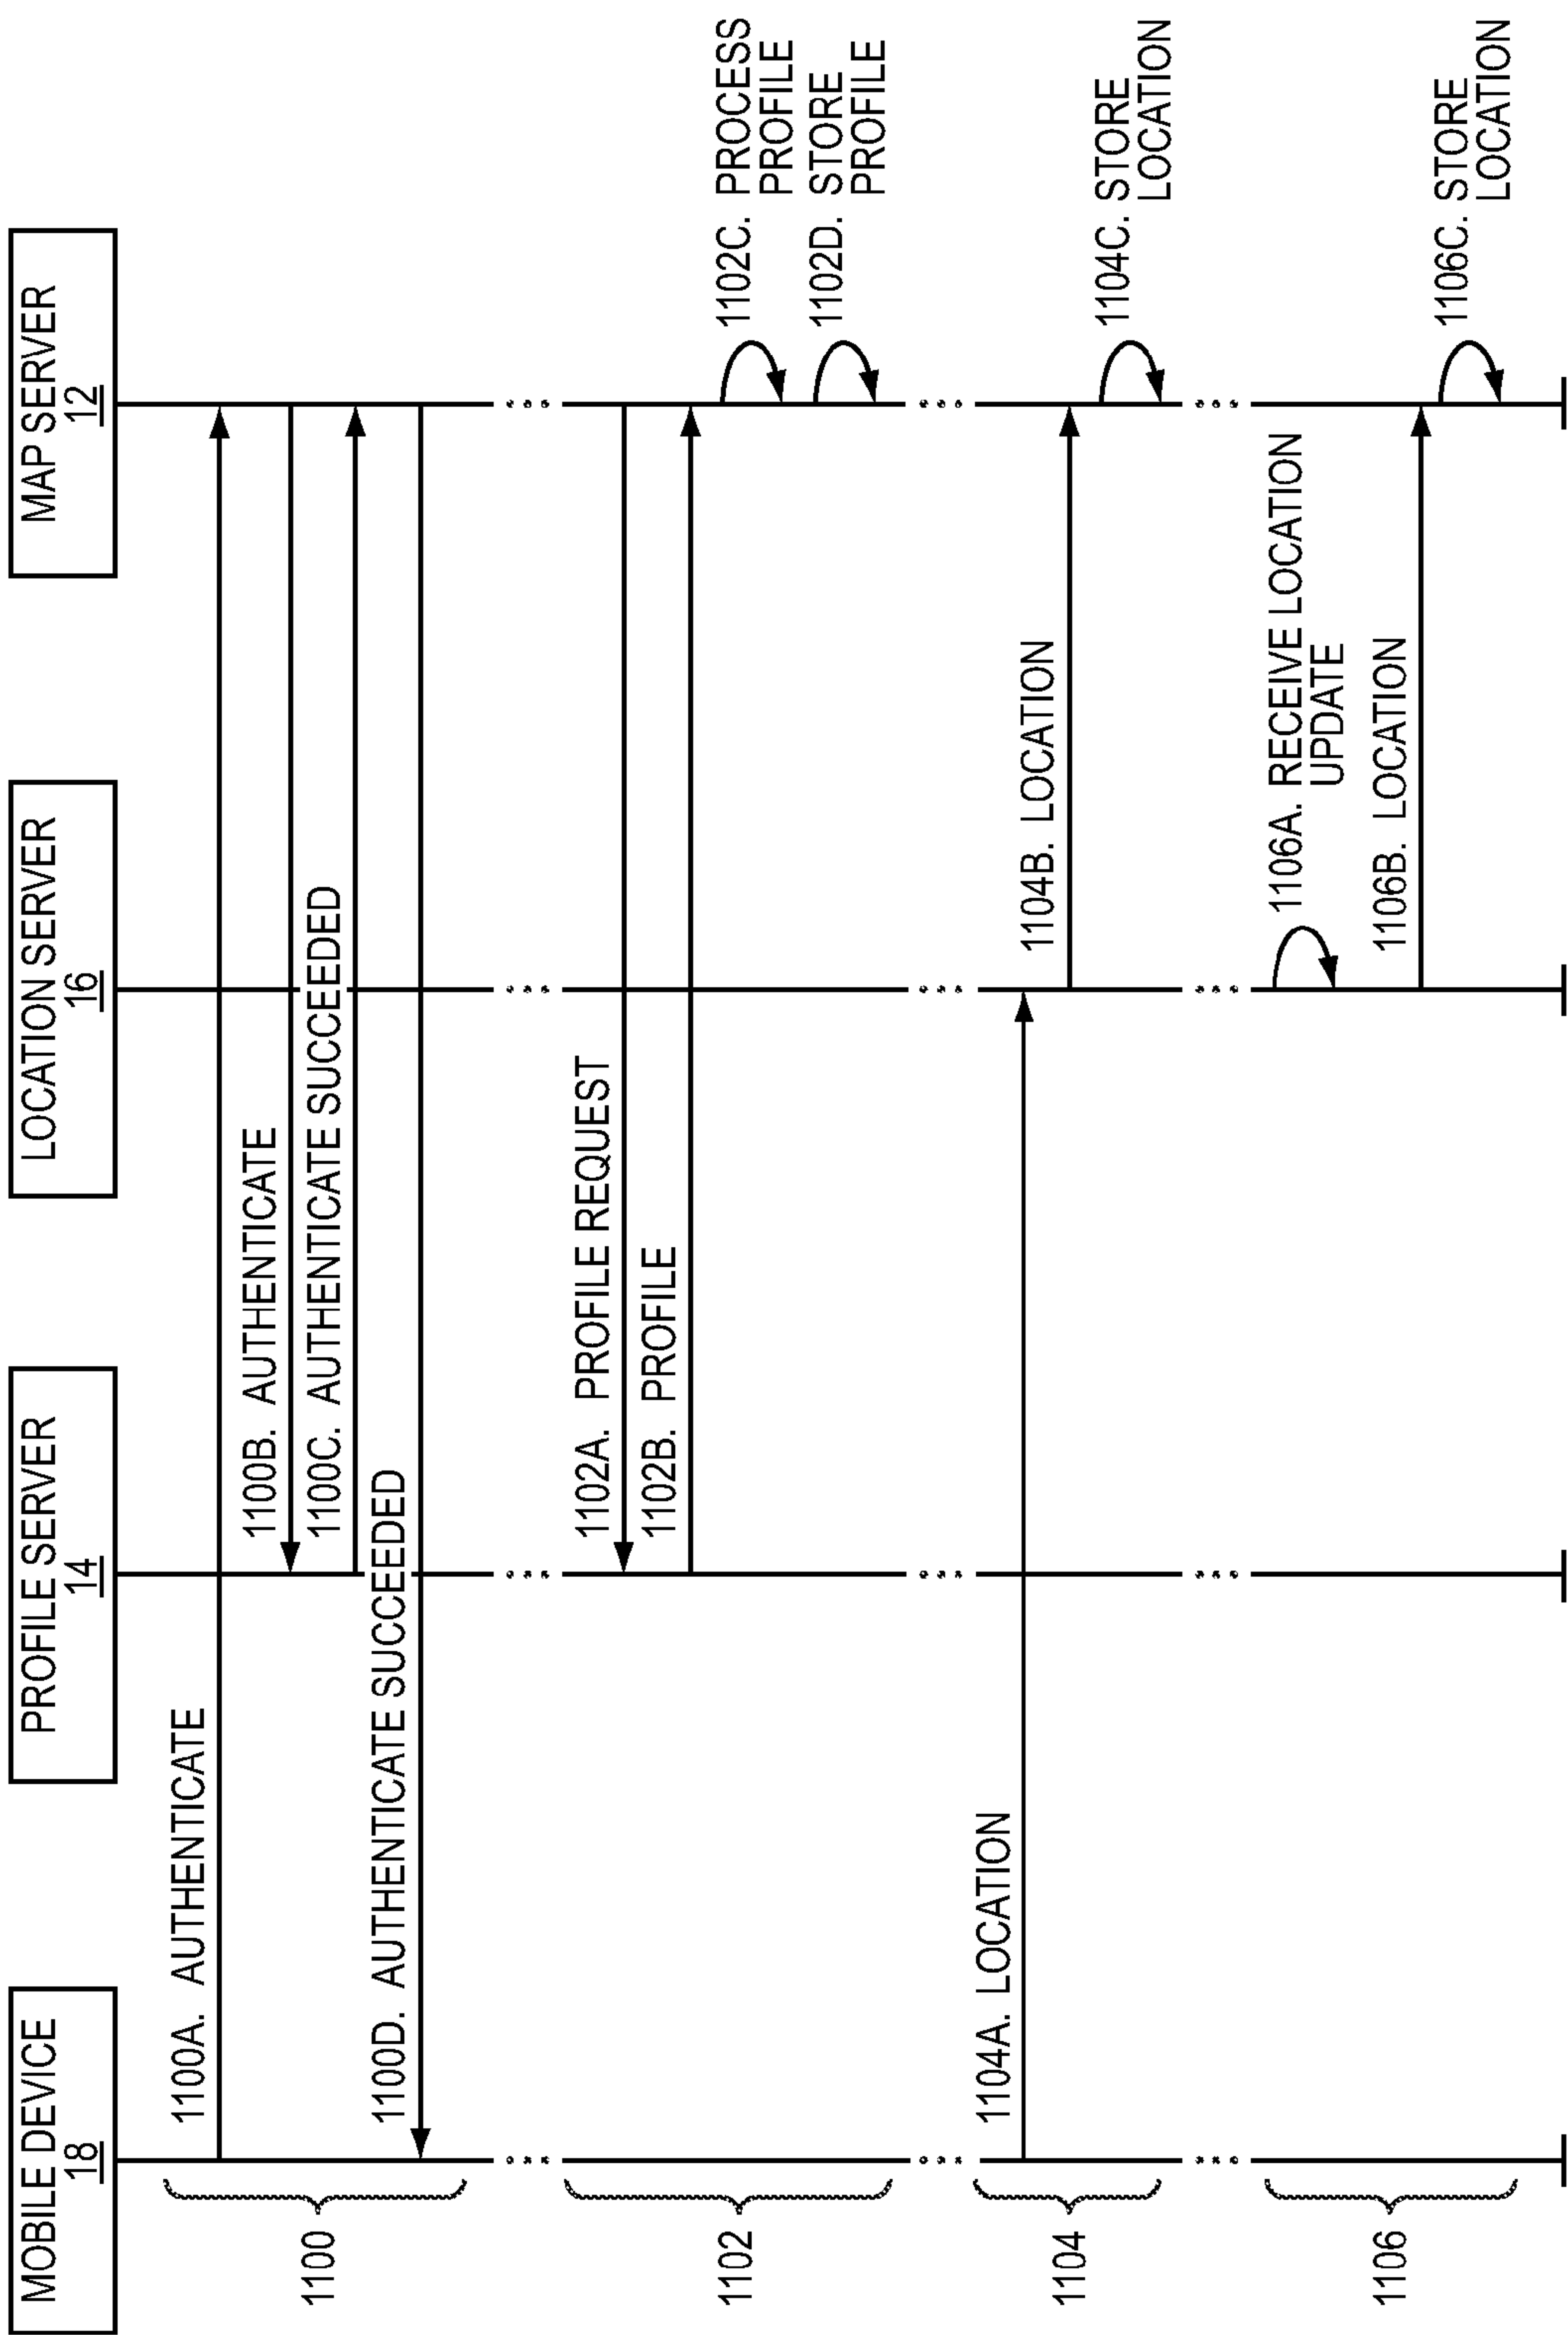 MOBILE DEVICE
18
PROFILE SERVER
14
LOCATION SERVER
16
MAP SERVER
12
1100
1100A. AUTHENTICATE
1100B. AUTHENTICATE
1100C. AUTHENTICATE SUCCEEDED
1100D. AUTHENTICATE SUCCEEDED
1102
1102A. PROFILE REQUEST
1102B. PROFILE
1102C. PROCESS
PROFILE
1102D. STORE
PROFILE
1104
1104A. LOCATION
1104B. LOCATION
1104C. STORE
LOCATION
1106
1106A. RECEIVE LOCATION
UPDATE
1106B. LOCATION
1106C. STORE
LOCATION